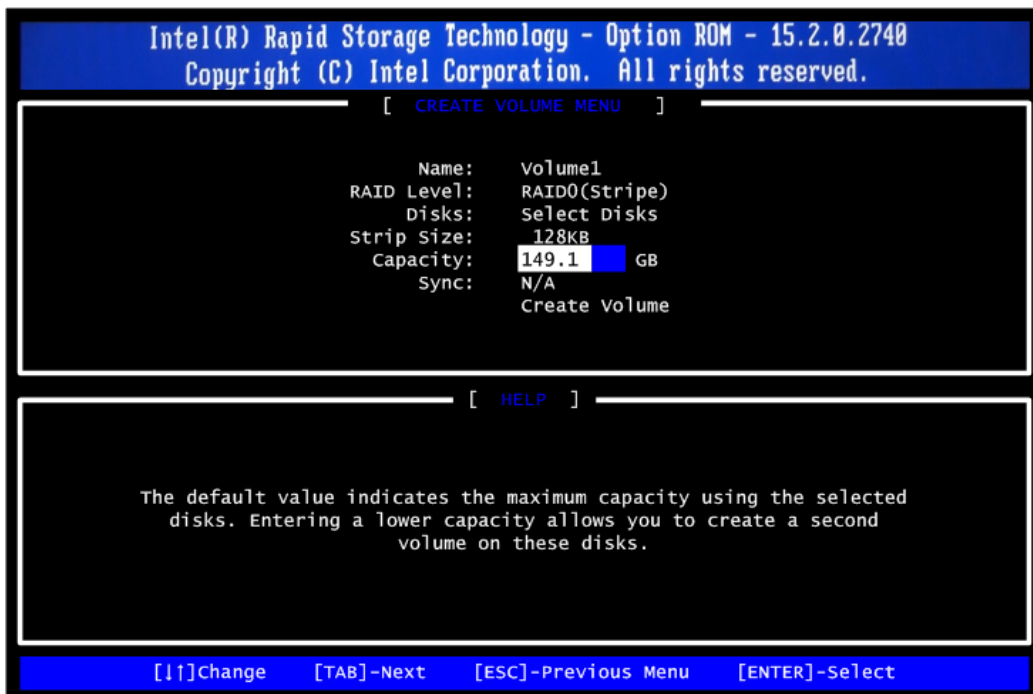 Intel(R) Rapid Storage Technology - Option ROM - 15.2.0.2740
Copyright (C) Intel Corporation. All rights reserved.
[ CREATE VOLUME MENU ]
Name: Volume1
RAID Level: RAID0(Stripe)
Disks: Select Disks
Strip Size: 128KB
Capacity: 149.1 GB
Sync: N/A
Create Volume
[ HELP ]
The default value indicates the maximum capacity using the selected
disks. Entering a lower capacity allows you to create a second
volume on these disks.
[↓↑]Change [TAB]-Next [ESC]-Previous Menu [ENTER]-Select